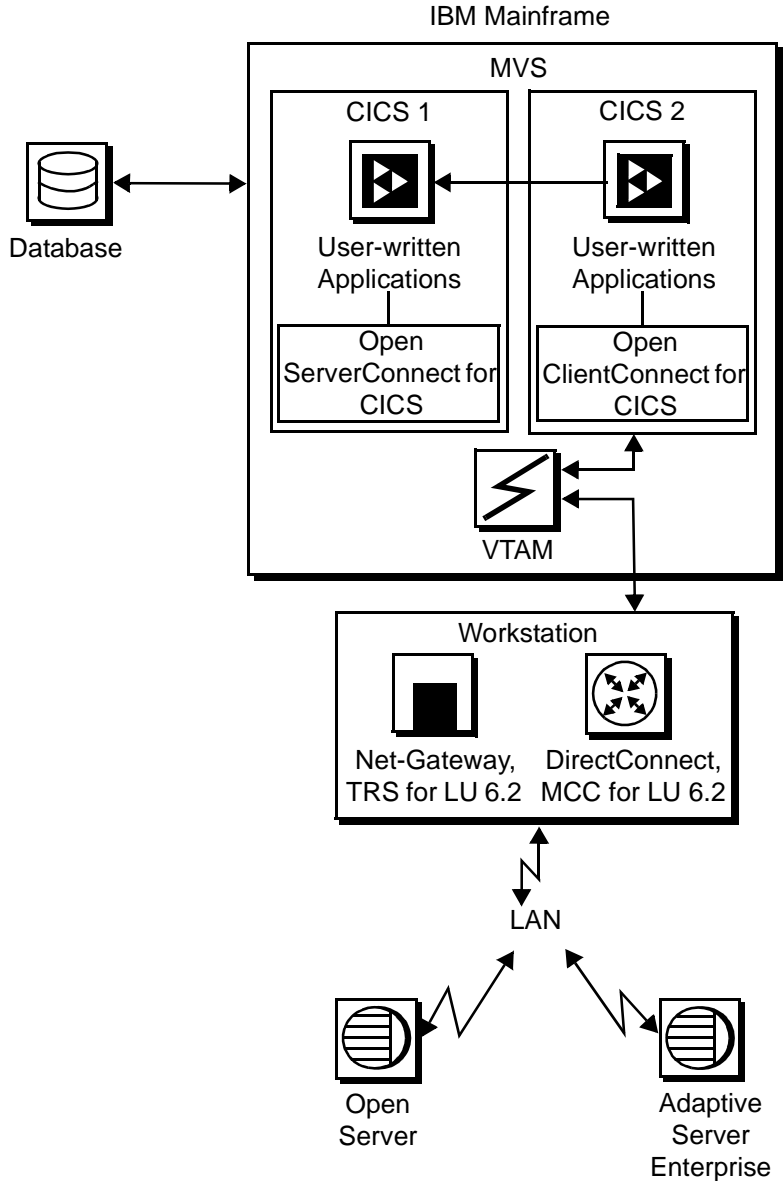 IBM Mainframe
MVS
CICS 1
CICS 2
Database
User-written
Applications
User-written
Applications
Open
ServerConnect for
CICS
Open
ClientConnect for
CICS
VTAM
Workstation
Net-Gateway,
TRS for LU 6.2
DirectConnect,
MCC for LU 6.2
LAN
Open
Server
Adaptive
Server
Enterprise